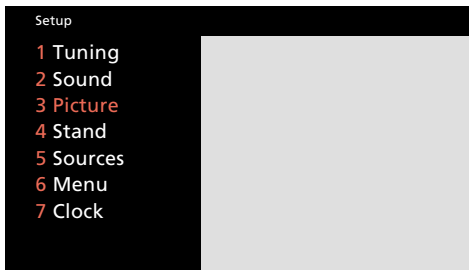 Setup
1 Tuning
2 Sound
3 Picture
4 Stand
5 Sources
6 Menu
7 Clock